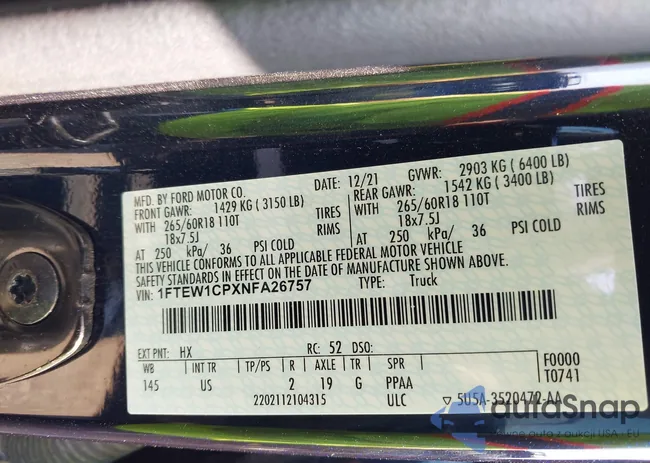 MFD. BY FORD MOTOR CO.
DATE: 12/21 GVWR: 2903 KG ( 6400 LB)
FRONT GAWR: 1429 KG ( 3150 LB) REAR GAWR: 1542 KG ( 3400 LB)
WITH 265/60R18 110T TIRES WITH 265/60R18 110T TIRES
18x7.5J RIMS 18x7.5J RIMS
AT 250 kPa/ 36 PSI COLD AT 250 kPa/ 36 PSI COLD
THIS VEHICLE CONFORMS TO ALL APPLICABLE FEDERAL MOTOR VEHICLE
SAFETY STANDARDS IN EFFECT ON THE DATE OF MANUFACTURE SHOWN ABOVE.
VIN: 1FTEW1CPXNFA26757 TYPE: Truck
EXT PNT: HX RC: 52 DSO: F0000
WB INT TR TP/PS R AXLE TR SPR T0741
145 US 2 19 G PPAA
2202112104315 ULC ▽ 5U5A-3520472-AA
autoSnap